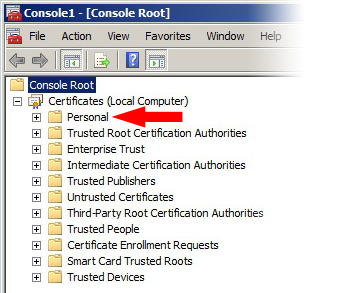 Console1 - [Console Root]
File Action View Favorites Window Help
Console Root
Certificates (Local Computer)
Personal
Trusted Root Certification Authorities
Enterprise Trust
Intermediate Certification Authorities
Trusted Publishers
Untrusted Certificates
Third-Party Root Certification Authorities
Trusted People
Certificate Enrollment Requests
Smart Card Trusted Roots
Trusted Devices